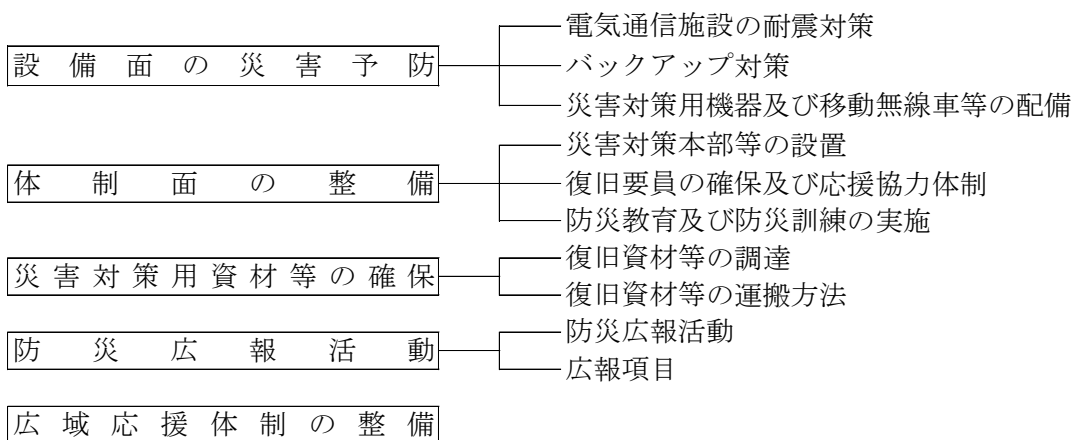 電気通信施設の耐震対策
設備面の災害予防
バックアップ対策
災害対策用機器及び移動無線車等の配備
災害対策本部等の設置
体制面の整備
復旧要員の確保及び応援協力体制
防災教育及び防災訓練の実施
災害対策用資材等の確保
復旧資材等の調達
復旧資材等の運搬方法
防災広報活動
防災広報活動
広報項目
広域応援体制の整備